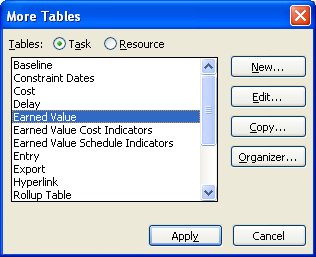 More Tables
Tables: Task Resource
Baseline
Constraint Dates
Cost
Delay
Earned Value
Earned Value Cost Indicators
Earned Value Schedule Indicators
Entry
Export
Hyperlink
Rollup Table
New...
Edit...
Copy...
Organizer...
Apply Cancel